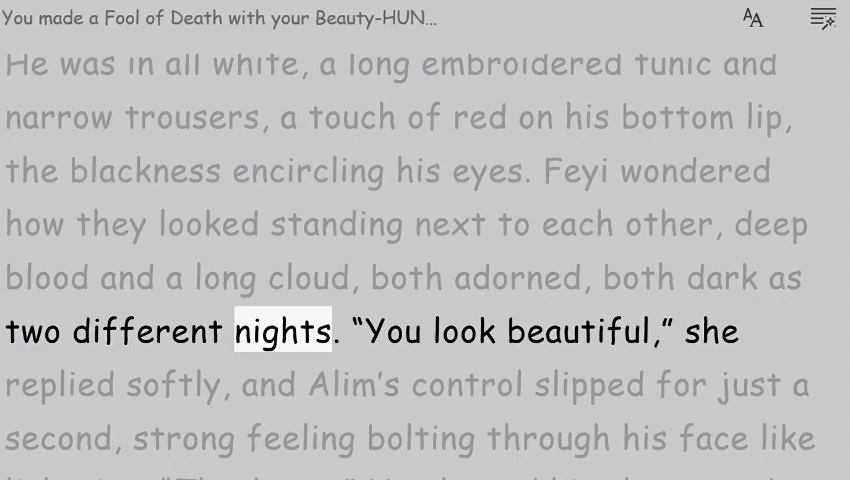 You made a Fool of Death with your Beauty-HUN...
He was in all white, a long embroidered tunic and
narrow trousers, a touch of red on his bottom lip,
the blackness encircling his eyes. Feyi wondered
how they looked standing next to each other, deep
blood and a long cloud, both adorned, both dark as
two different nights. “You look beautiful,” she
replied softly, and Alim’s control slipped for just a
second, strong feeling bolting through his face like